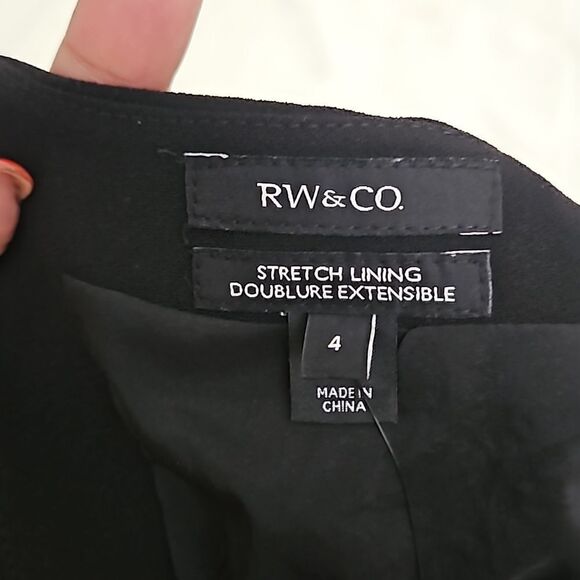 RW&CO.
STRETCH LINING
DOUBLURE EXTENSIBLE
4
MADE IN
CHINA